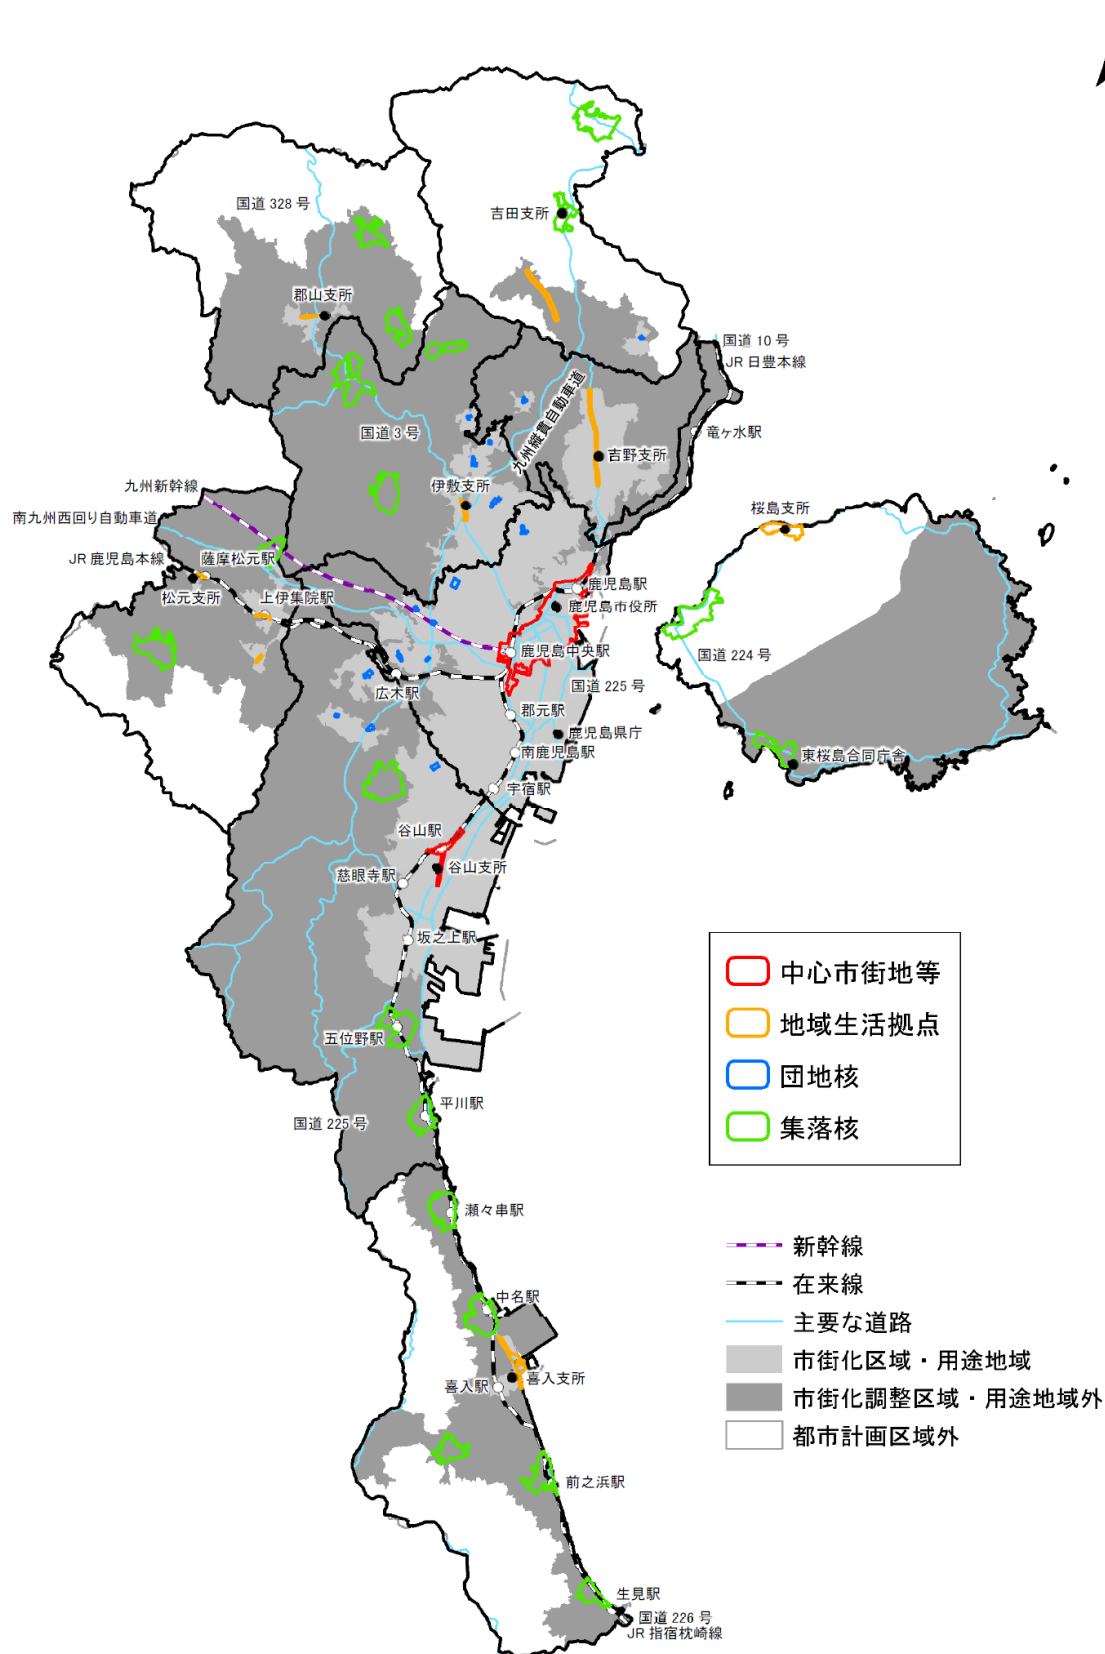 国道 328 号
吉田支所
郡山支所
国道 10 号
JR 日豊本線
九州縦貫自動車道
竜ヶ水駅
国道 3 号
吉野支所
伊敷支所
九州新幹線
南九州西回り自動車道
桜島支所
JR 鹿児島本線
薩摩松元駅
松元支所
上伊集院駅
鹿児島駅
鹿児島市役所
鹿児島中央駅
国道 224 号
国道 225 号
広木駅
郡元駅
鹿児島県庁
南鹿児島駅
東桜島合同庁舎
宇宿駅
谷山駅
谷山支所
慈眼寺駅
坂之上駅
五位野駅
平川駅
国道 225 号
瀬々串駅
中名駅
喜入支所
喜入駅
前之浜駅
生見駅
国道 226 号
JR 指宿枕崎線
中心市街地等
地域生活拠点
団地核
集落核
新幹線
在来線
主要な道路
市街化区域・用途地域
市街化調整区域・用途地域外
都市計画区域外